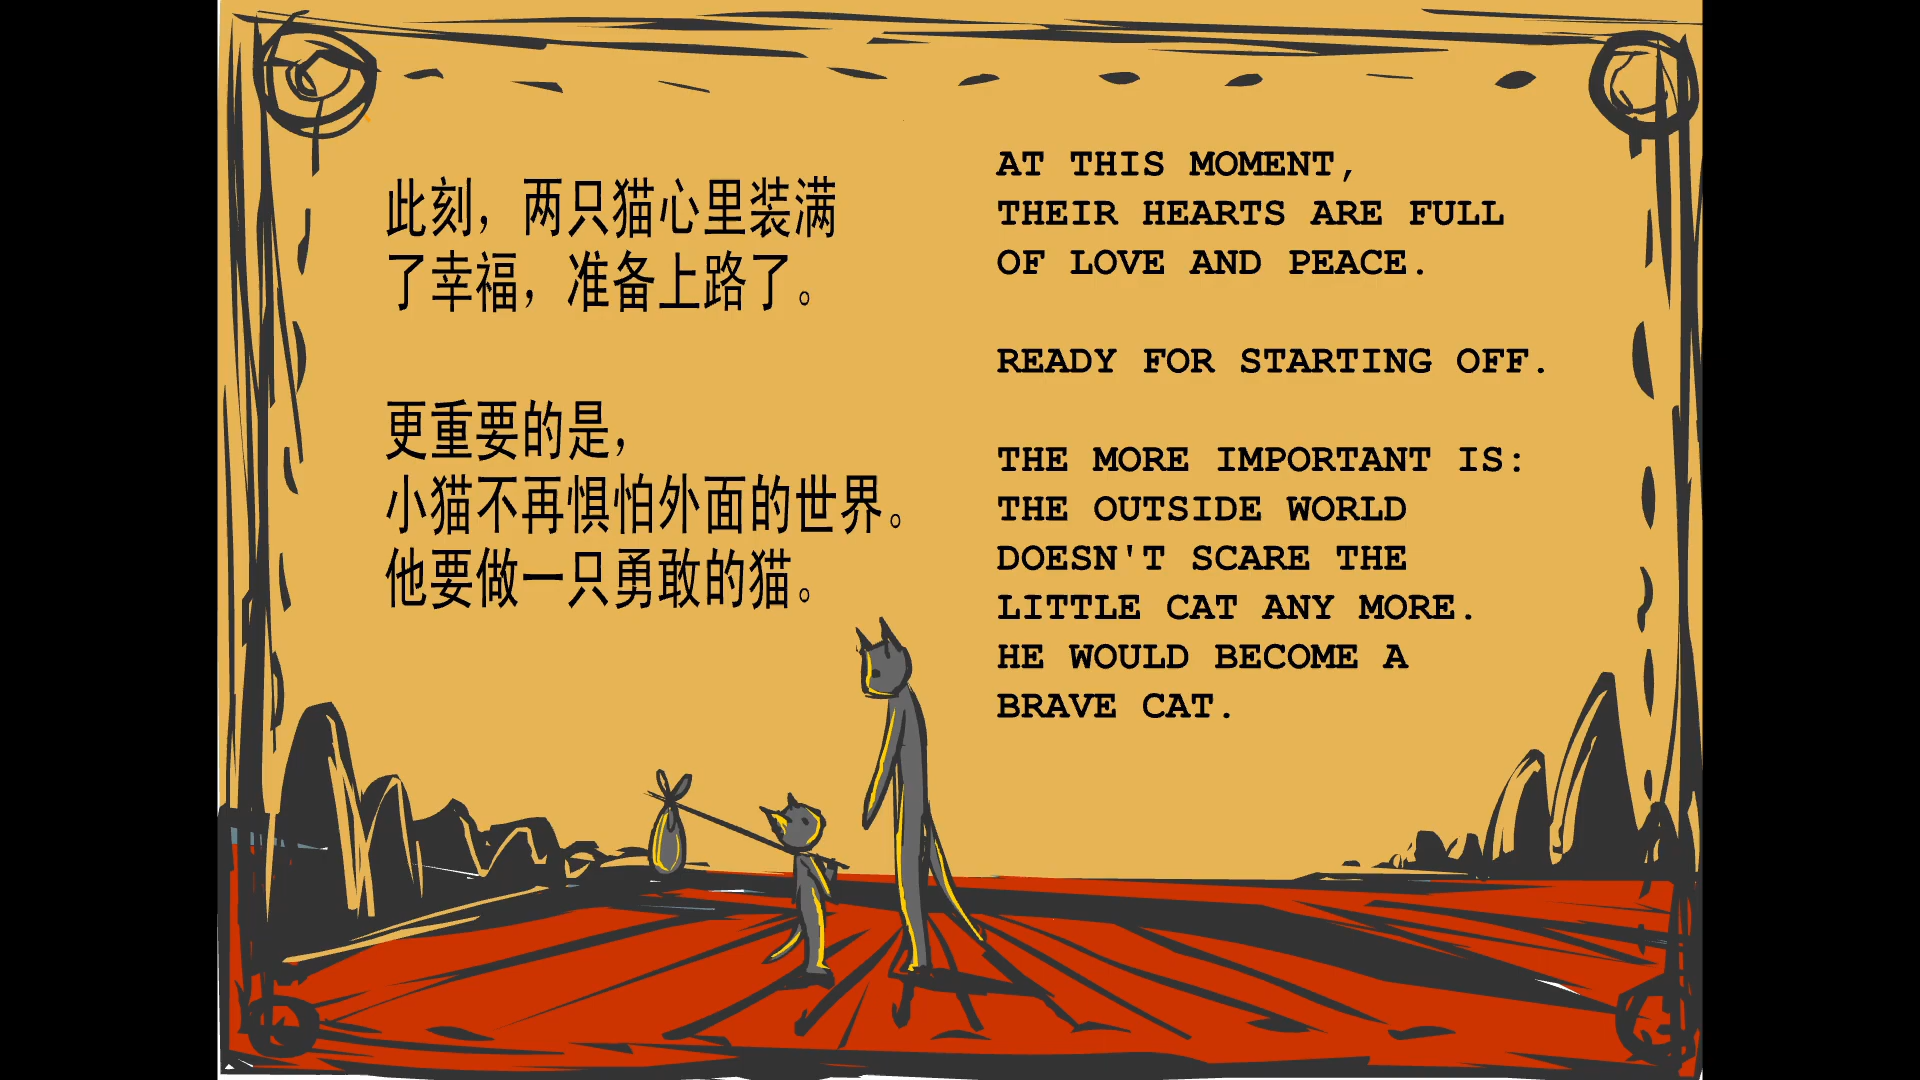 此刻，两只猫心里装满
了幸福，准备上路了。
更重要的是，
小猫不再惧怕外面的世界。
他要做一只勇敢的猫。
AT THIS MOMENT,
THEIR HEARTS ARE FULL
OF LOVE AND PEACE.
READY FOR STARTING OFF.
THE MORE IMPORTANT IS:
THE OUTSIDE WORLD
DOESN'T SCARE THE
LITTLE CAT ANY MORE.
HE WOULD BECOME A
BRAVE CAT.